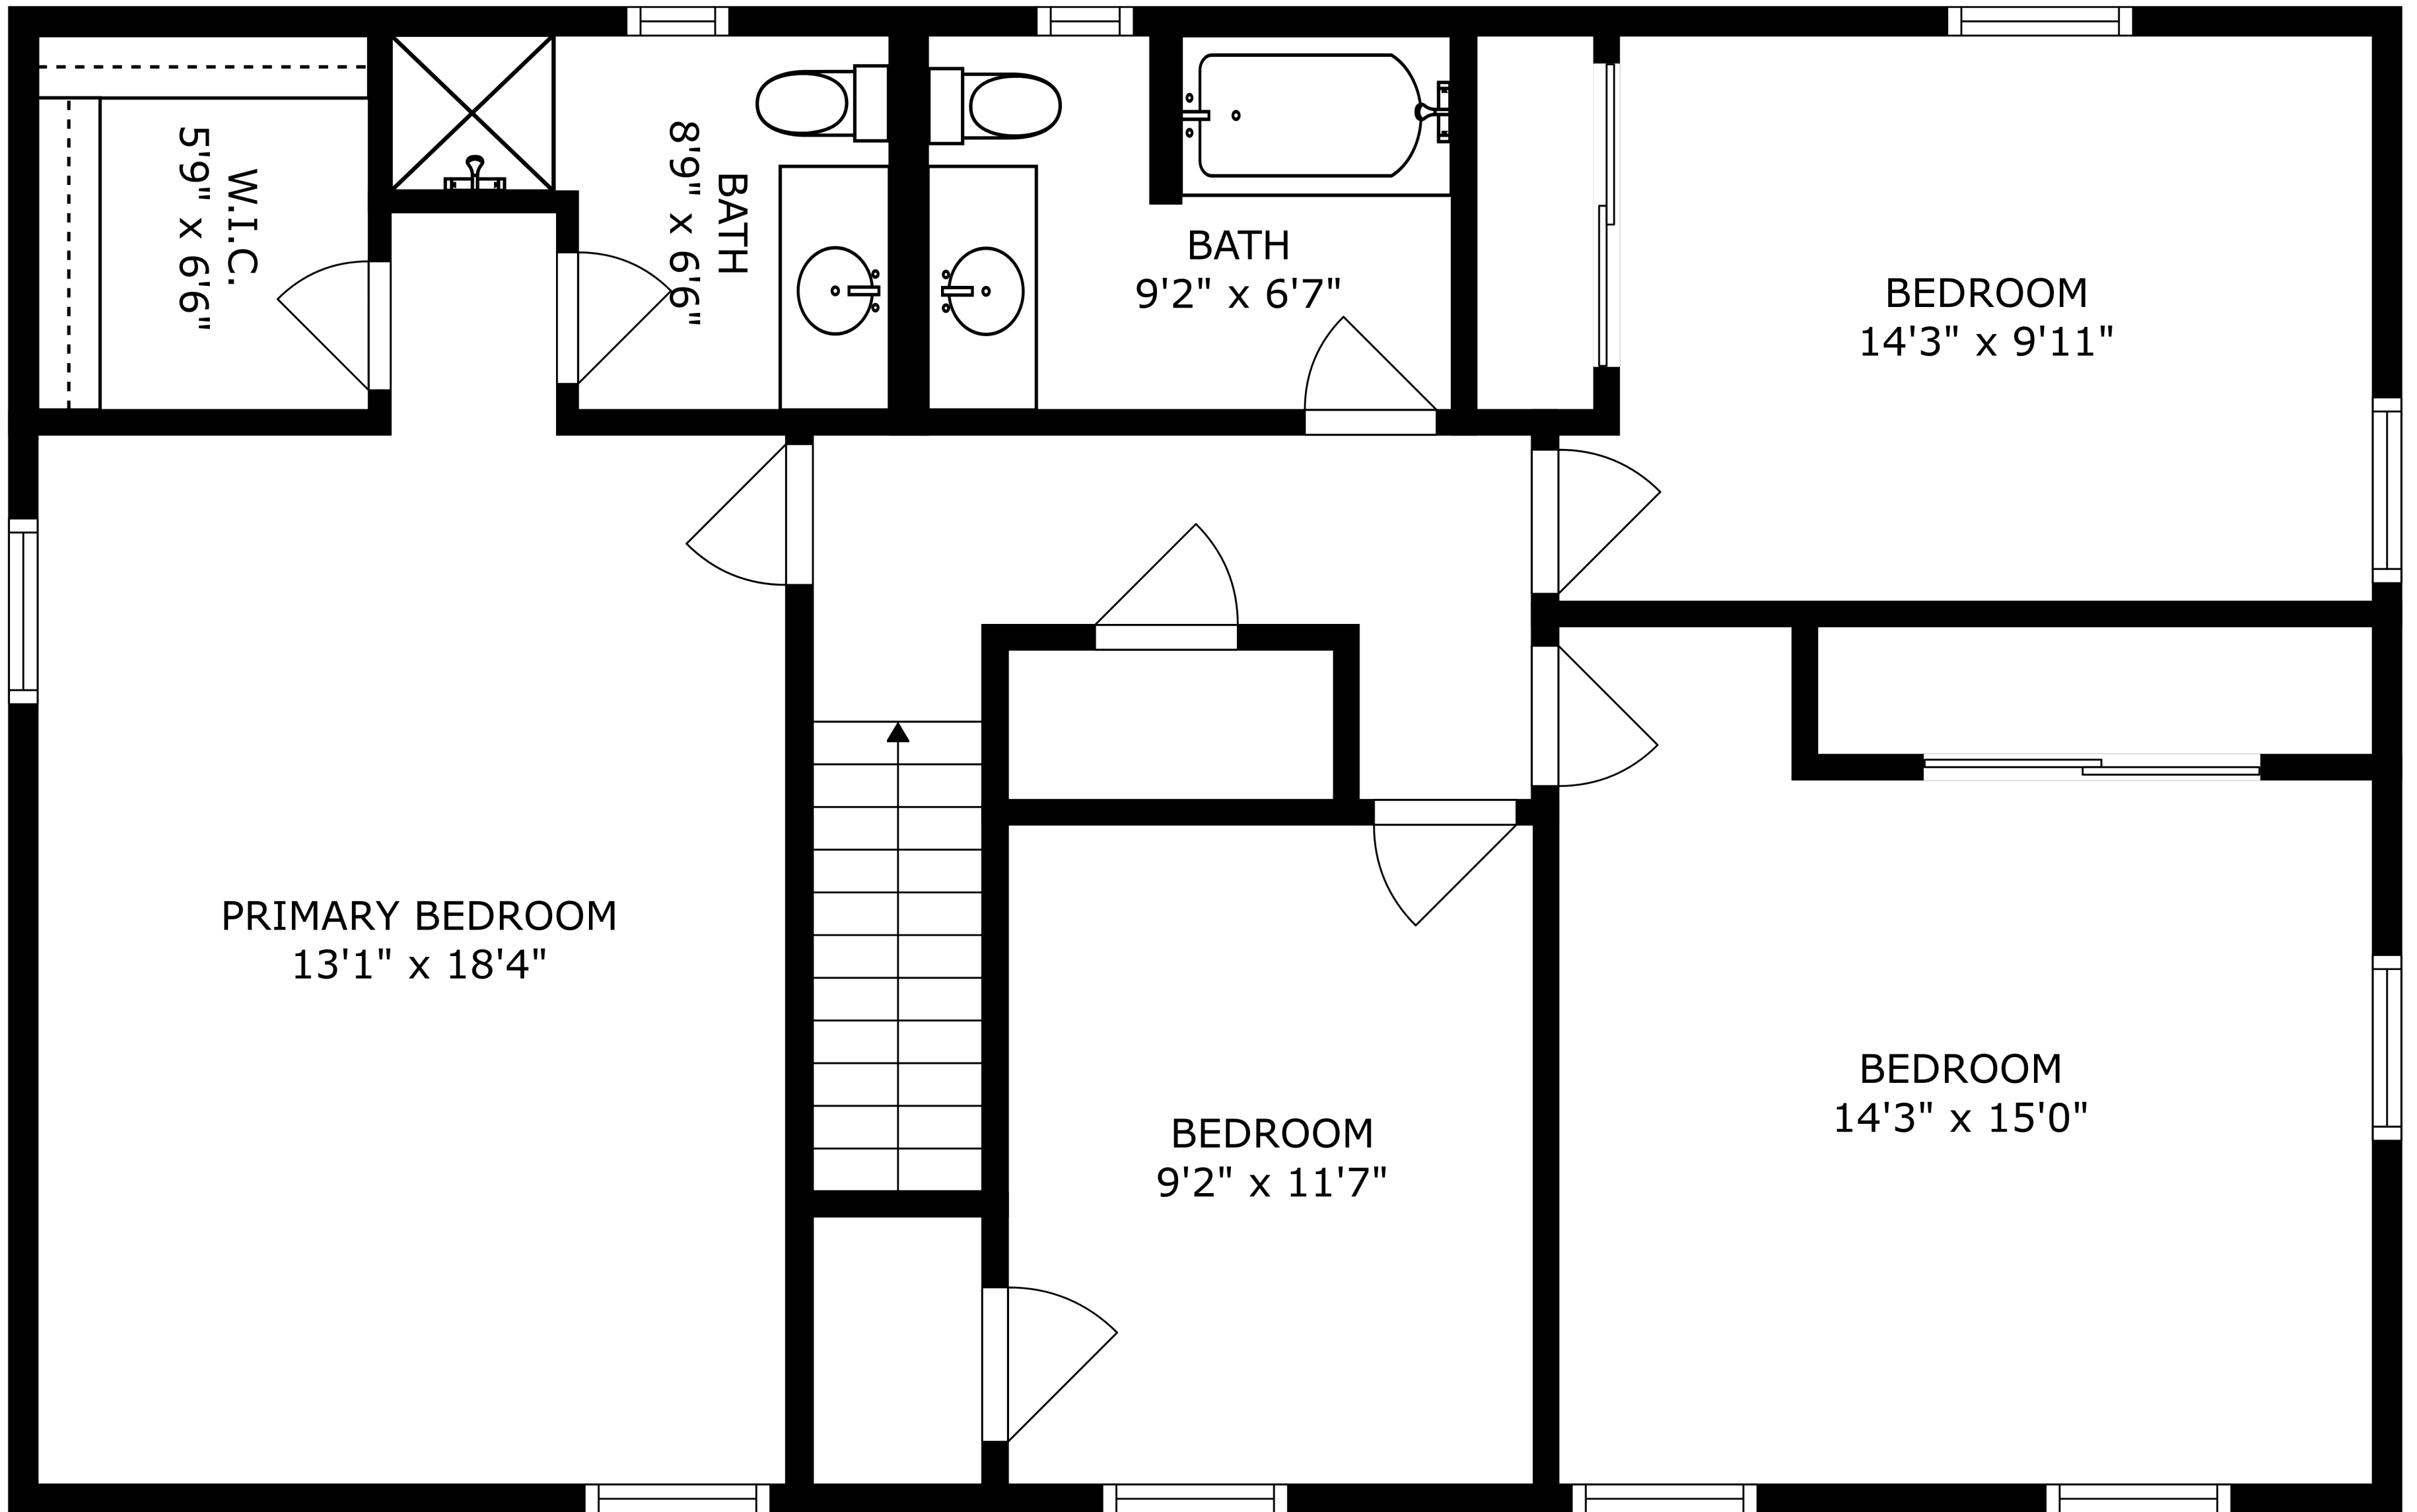 W.I.C.
5'9" x 6'6"
BATH
8'9" x 6'6"
BATH
9'2" x 6'7"
BEDROOM
14'3" x 9'11"
PRIMARY BEDROOM
13'1" x 18'4"
BEDROOM
9'2" x 11'7"
BEDROOM
14'3" x 15'0"